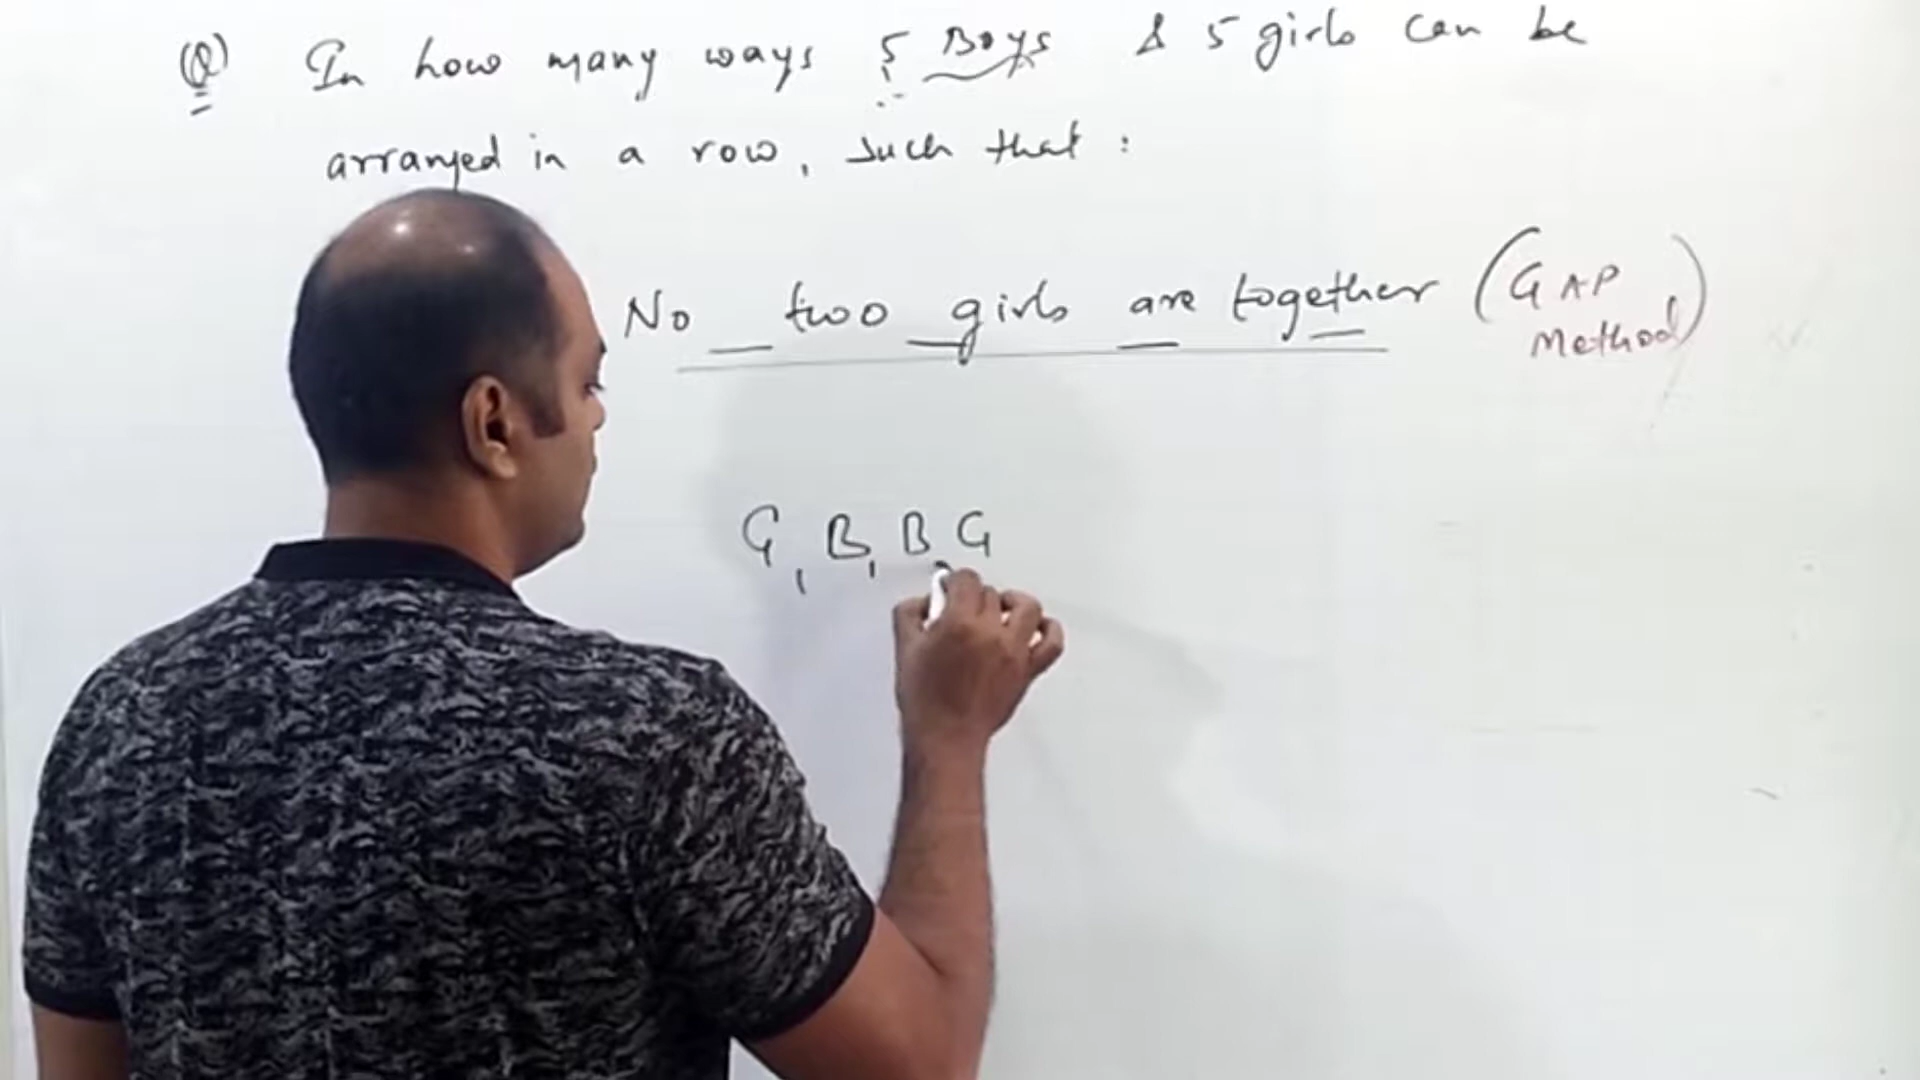 (Q) In how many ways 5 Boys & 5 girls can be
arranged in a row, such that :
No two girls are together (GAP
Method)
G, B, B, G